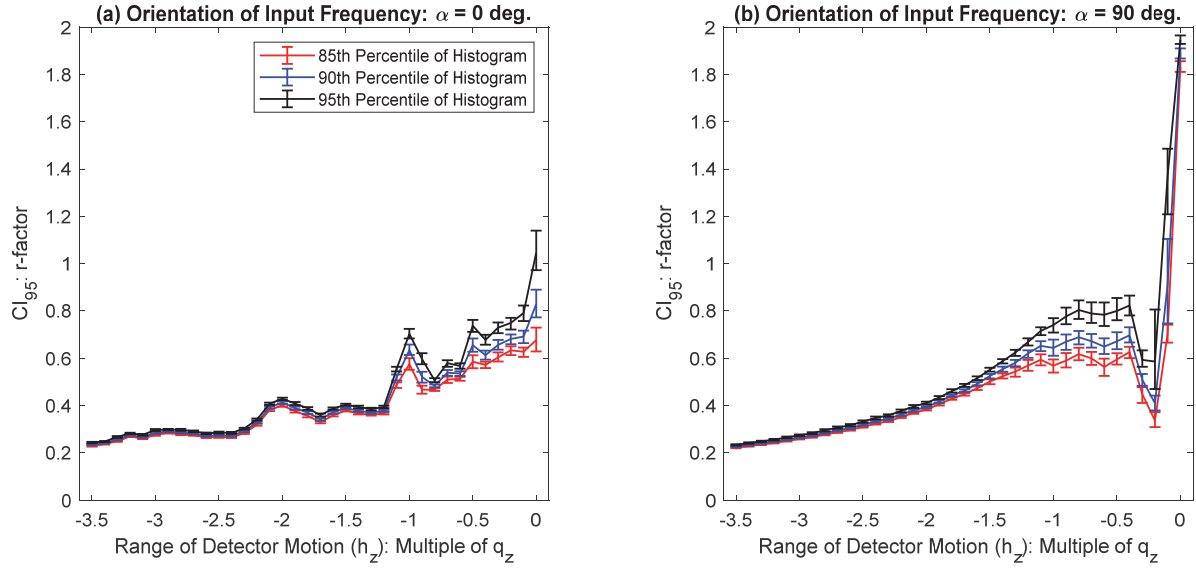 (a) Orientation of Input Frequency: α = 0 deg.
2
1.8
1.6
1.4
1.2
1
0.8
0.6
0.4
0.2
0
CI95: r-factor
85th Percentile of Histogram
90th Percentile of Histogram
95th Percentile of Histogram
-3.5 -3 -2.5 -2 -1.5 -1 -0.5 0
Range of Detector Motion (hz): Multiple of qz
(b) Orientation of Input Frequency: α = 90 deg.
2
1.8
1.6
1.4
1.2
1
0.8
0.6
0.4
0.2
0
CI95: r-factor
-3.5 -3 -2.5 -2 -1.5 -1 -0.5 0
Range of Detector Motion (hz): Multiple of qz